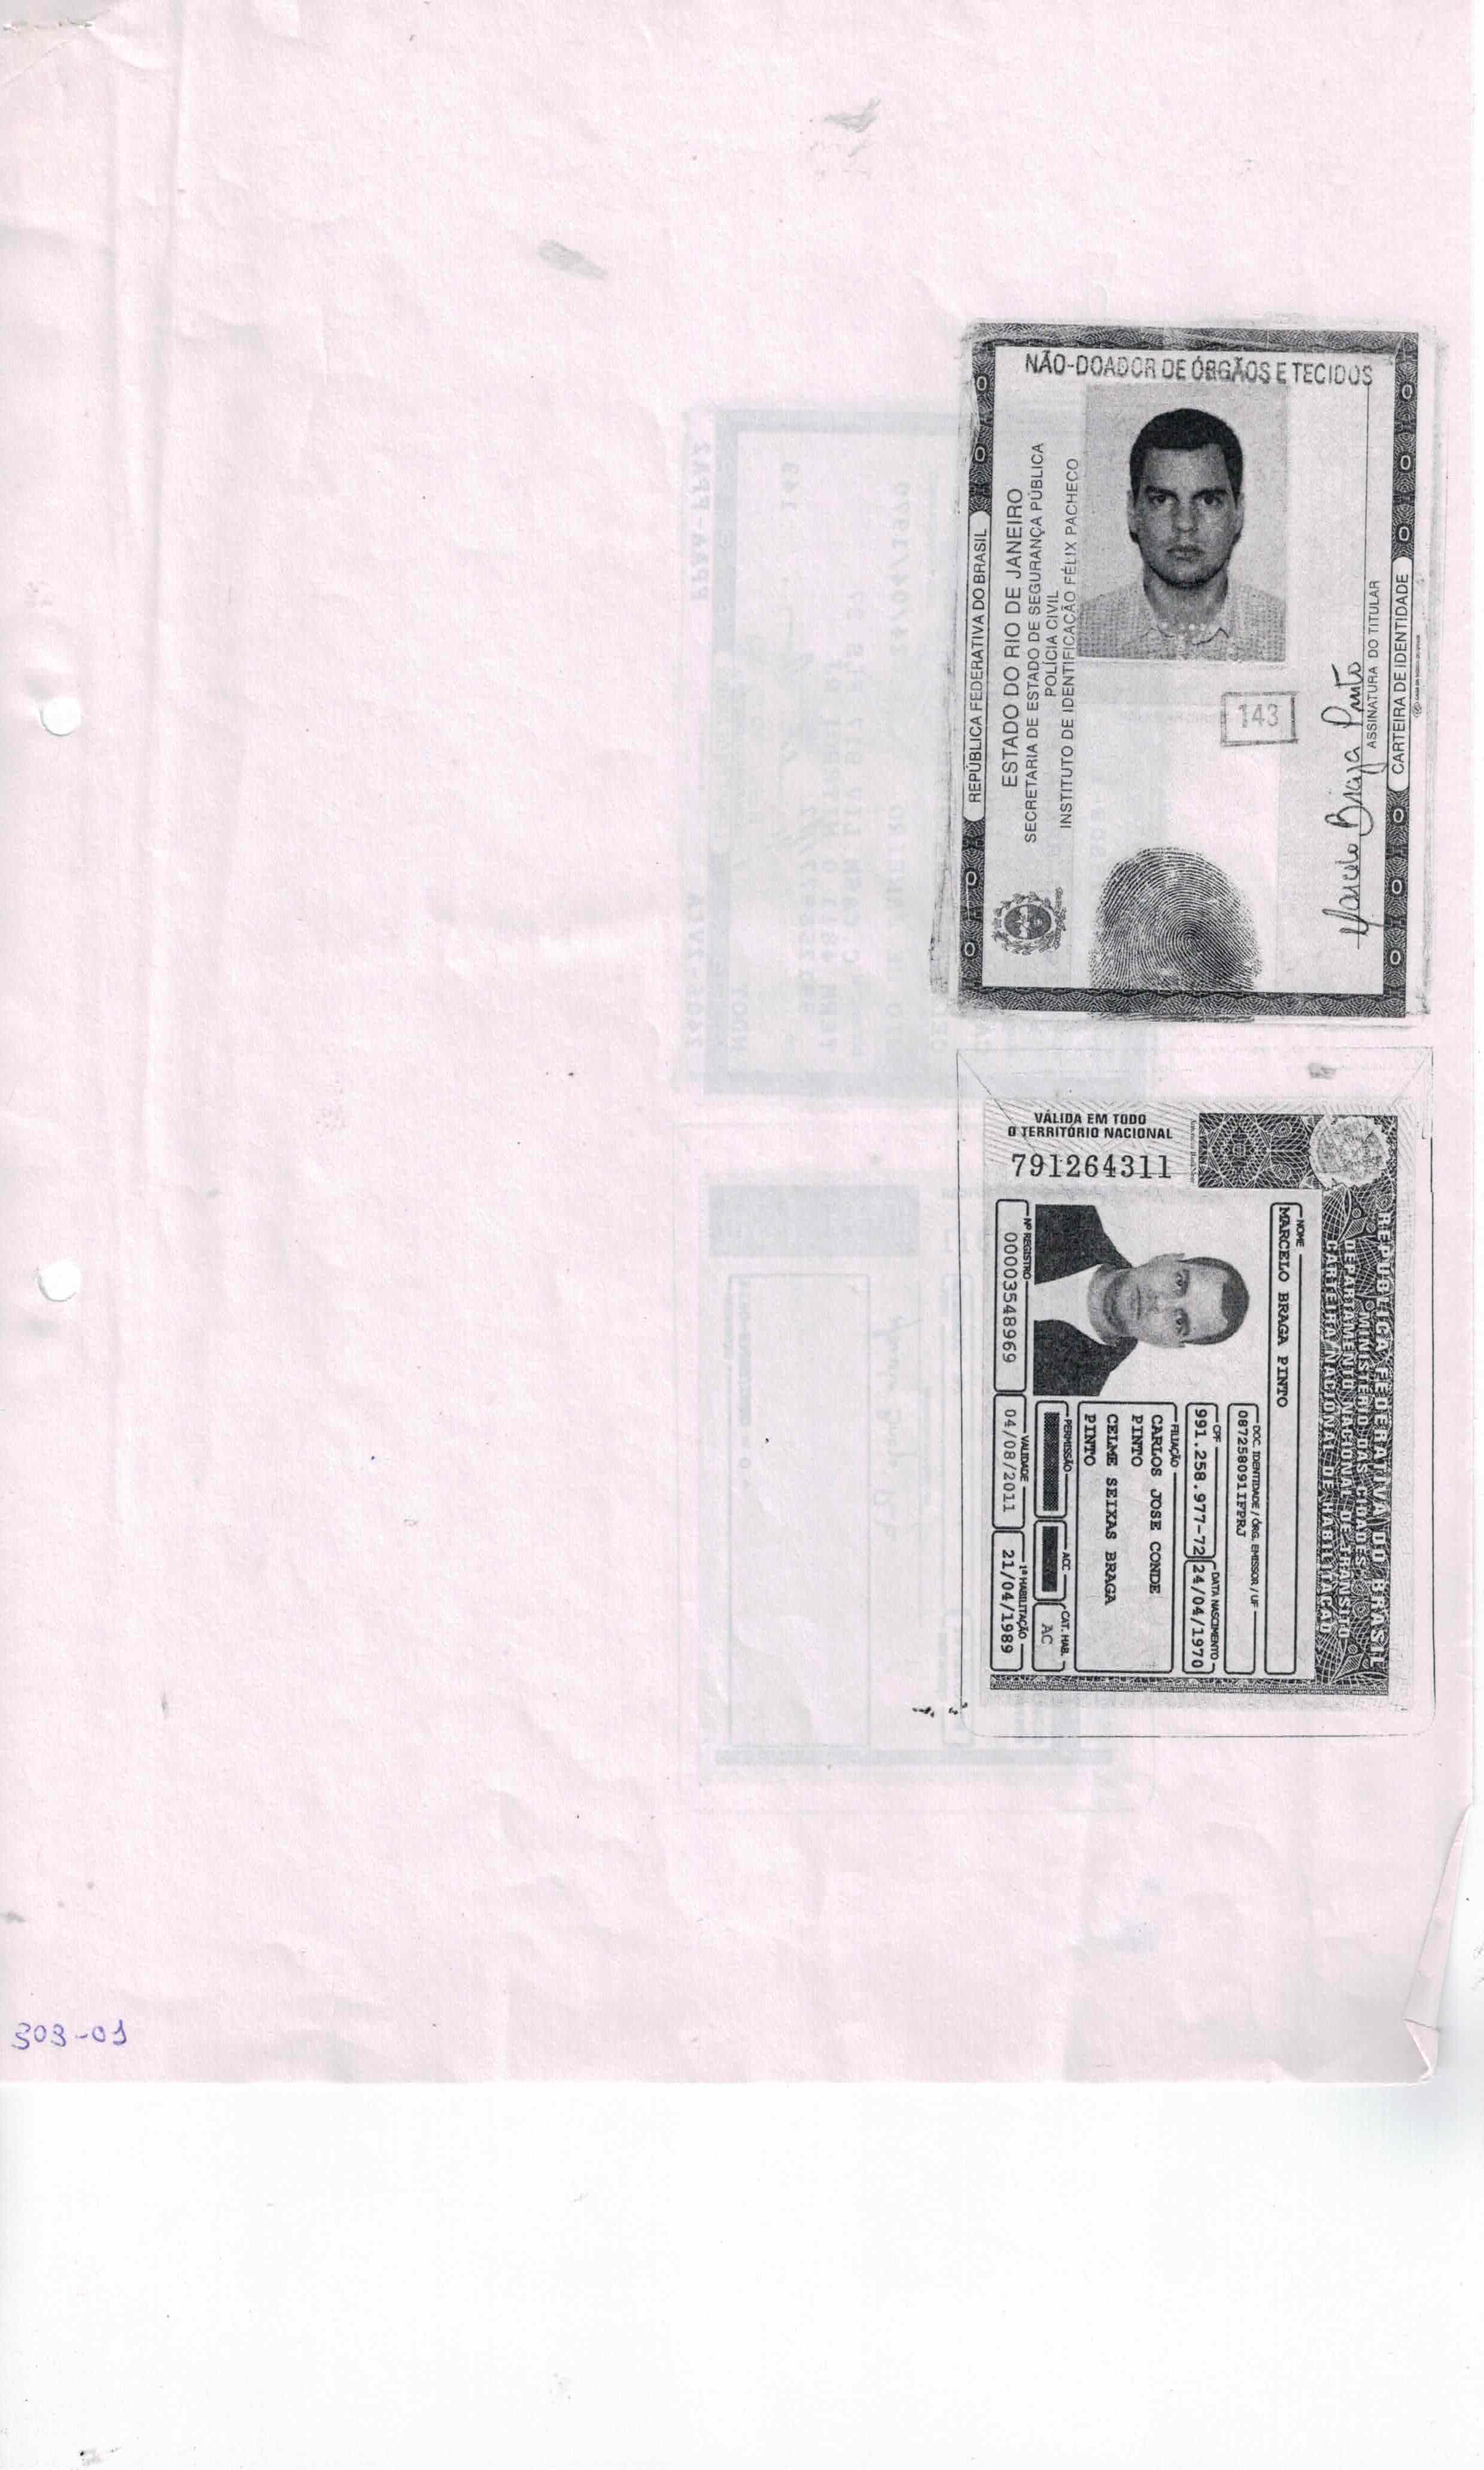 NÃO-DOADOR DE ÓRGÃOS E TECIDOS
REPÚBLICA FEDERATIVA DO BRASIL
ESTADO DO RIO DE JANEIRO
SECRETARIA DE ESTADO DE SEGURANÇA PÚBLICA
POLÍCIA CIVIL
INSTITUTO DE IDENTIFICAÇÃO FÉLIX PACHECO
143
Marcelo Braga Pinto
ASSINATURA DO TITULAR
CARTEIRA DE IDENTIDADE
REPÚBLICA FEDERATIVA DO BRASIL
MINISTÉRIO DAS CIDADES
DEPARTAMENTO NACIONAL DE TRÂNSITO
CARTEIRA NACIONAL DE HABILITAÇÃO
NOME
MARCELO BRAGA PINTO
DOC. IDENTIDADE / ÓRG. EMISSOR / UF
087258091IFPRJ
CPF
991.258.977-72
DATA NASCIMENTO
24/04/1970
FILIAÇÃO
CARLOS JOSE CONDE
PINTO
CELME SEIXAS BRAGA
PINTO
PERMISSÃO
ACC
CAT. HAB.
AC
Nº REGISTRO
00003548969
VALIDADE
04/08/2011
1ª HABILITAÇÃO
21/04/1989
VÁLIDA EM TODO
O TERRITÓRIO NACIONAL
791264311
303-01